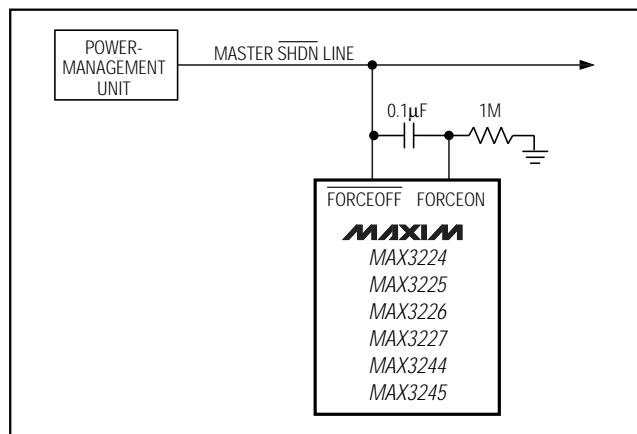 POWER-
MANAGEMENT
UNIT
MASTER SHDN LINE
0.1µF
1M
FORCEOFF FORCEON
MAXIM
MAX3224
MAX3225
MAX3226
MAX3227
MAX3244
MAX3245